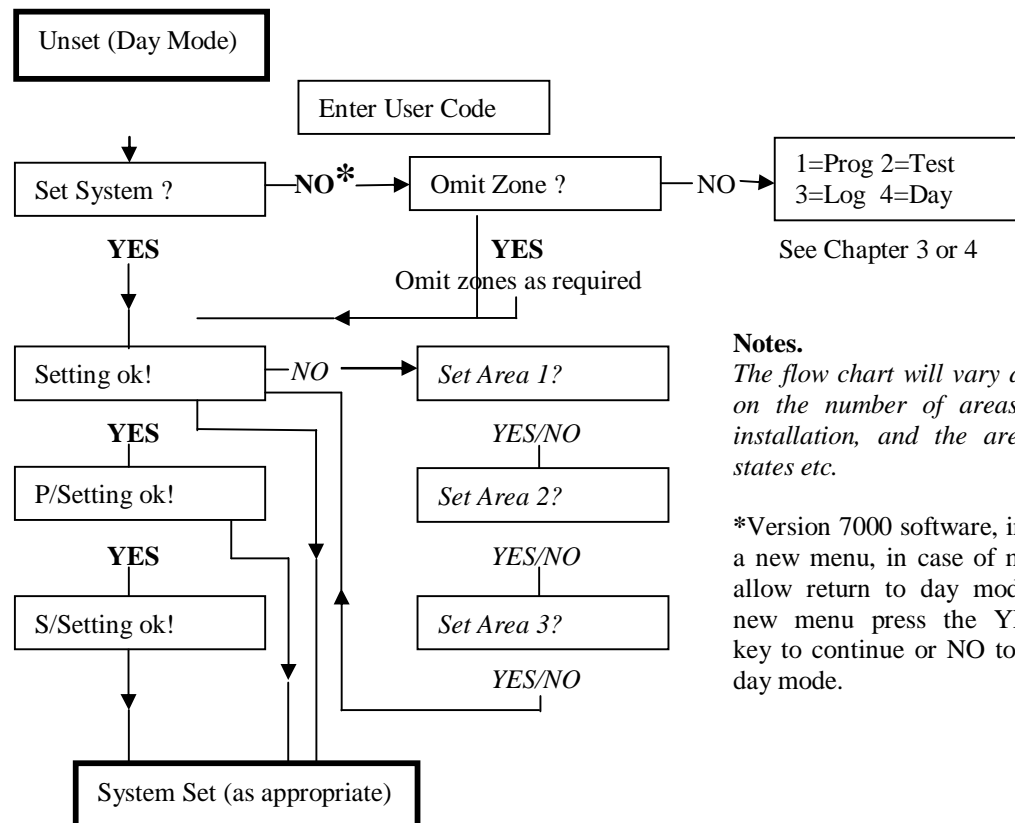 Unset (Day Mode)
Enter User Code
Set System ?
NO*
Omit Zone ?
NO
1=Prog 2=Test
3=Log 4=Day
YES
YES
Omit zones as required
See Chapter 3 or 4
Setting ok!
NO
Set Area 1?
Notes.
The flow chart will vary
on the number of areas
installation, and the
states etc.
YES
YES/NO
P/Setting ok!
Set Area 2?
*Version 7000 software,
a new menu, in case of
allow return to day
new menu press the
key to continue or NO to
day mode.
YES
YES/NO
S/Setting ok!
Set Area 3?
YES/NO
System Set (as appropriate)